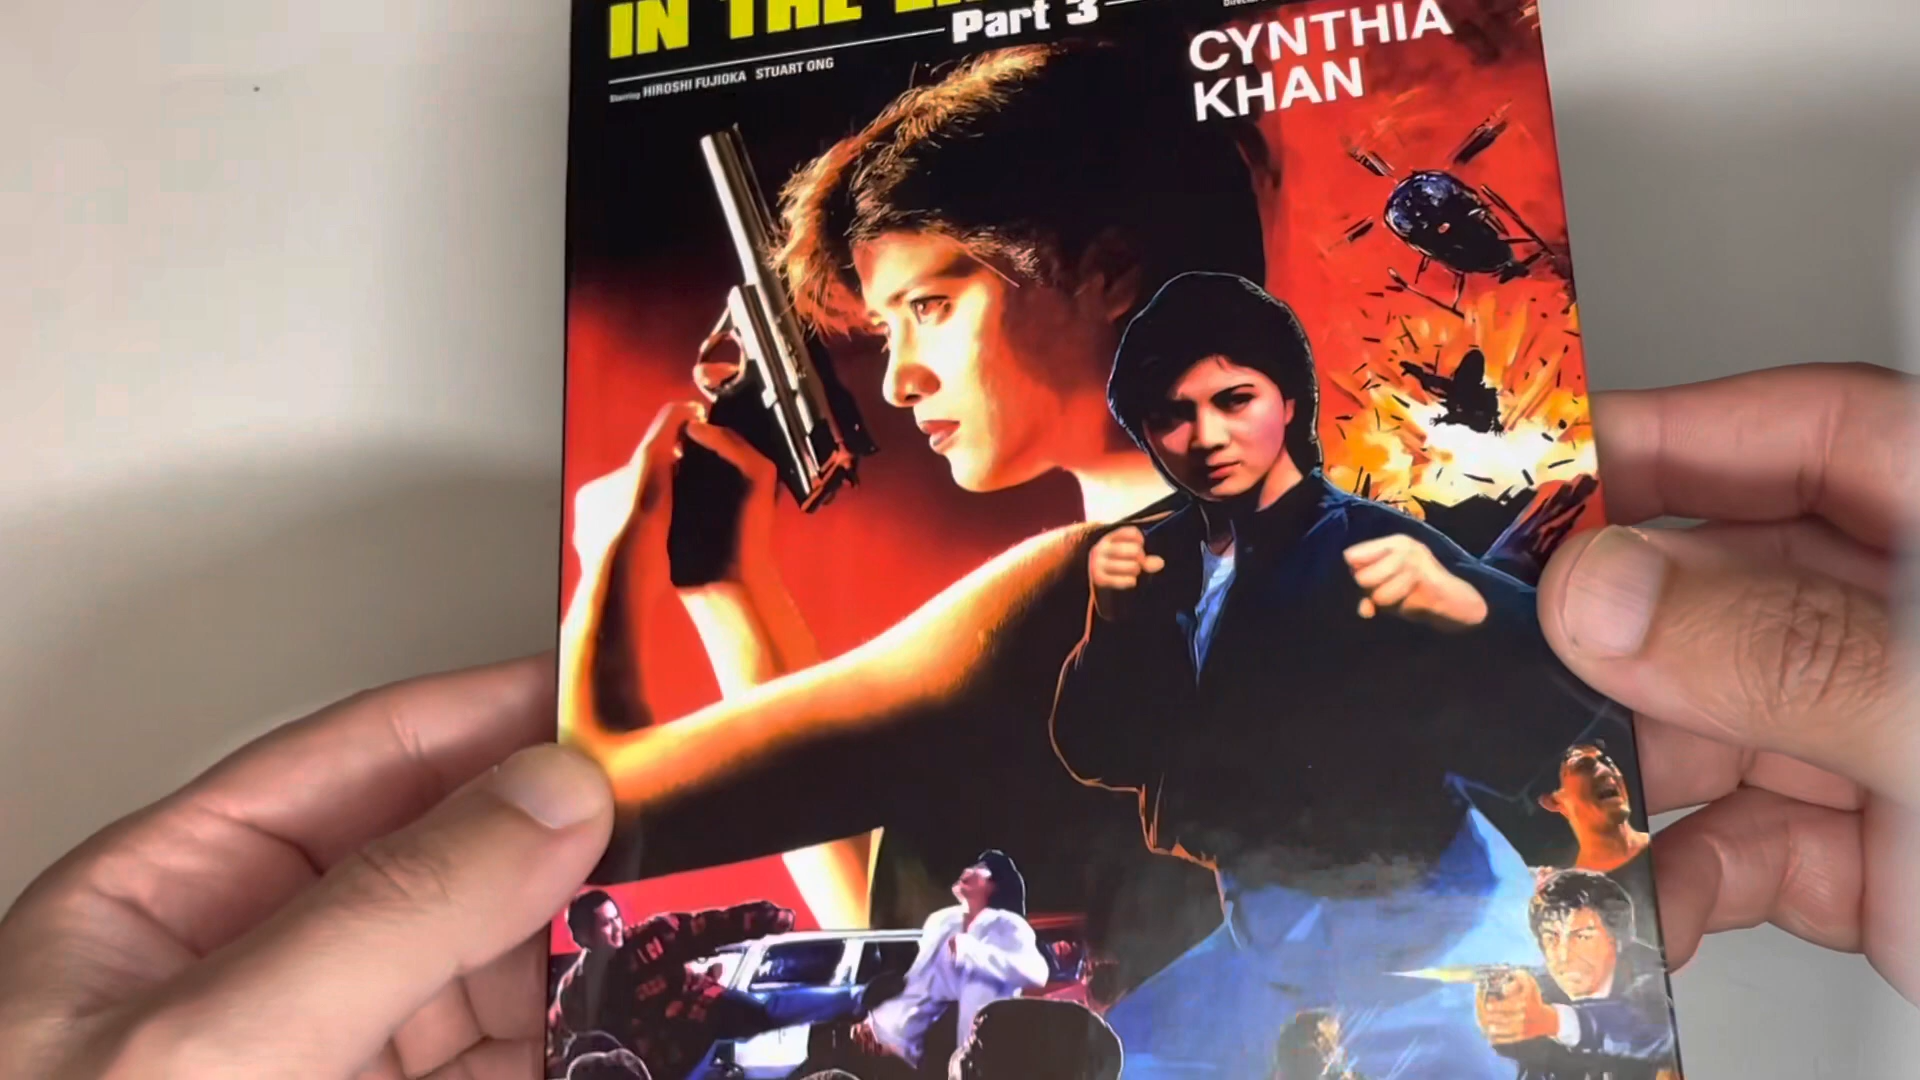 IN THE
Part 3
Starring HIROSHI FUJIOKA STUART ONG
CYNTHIA
KHAN